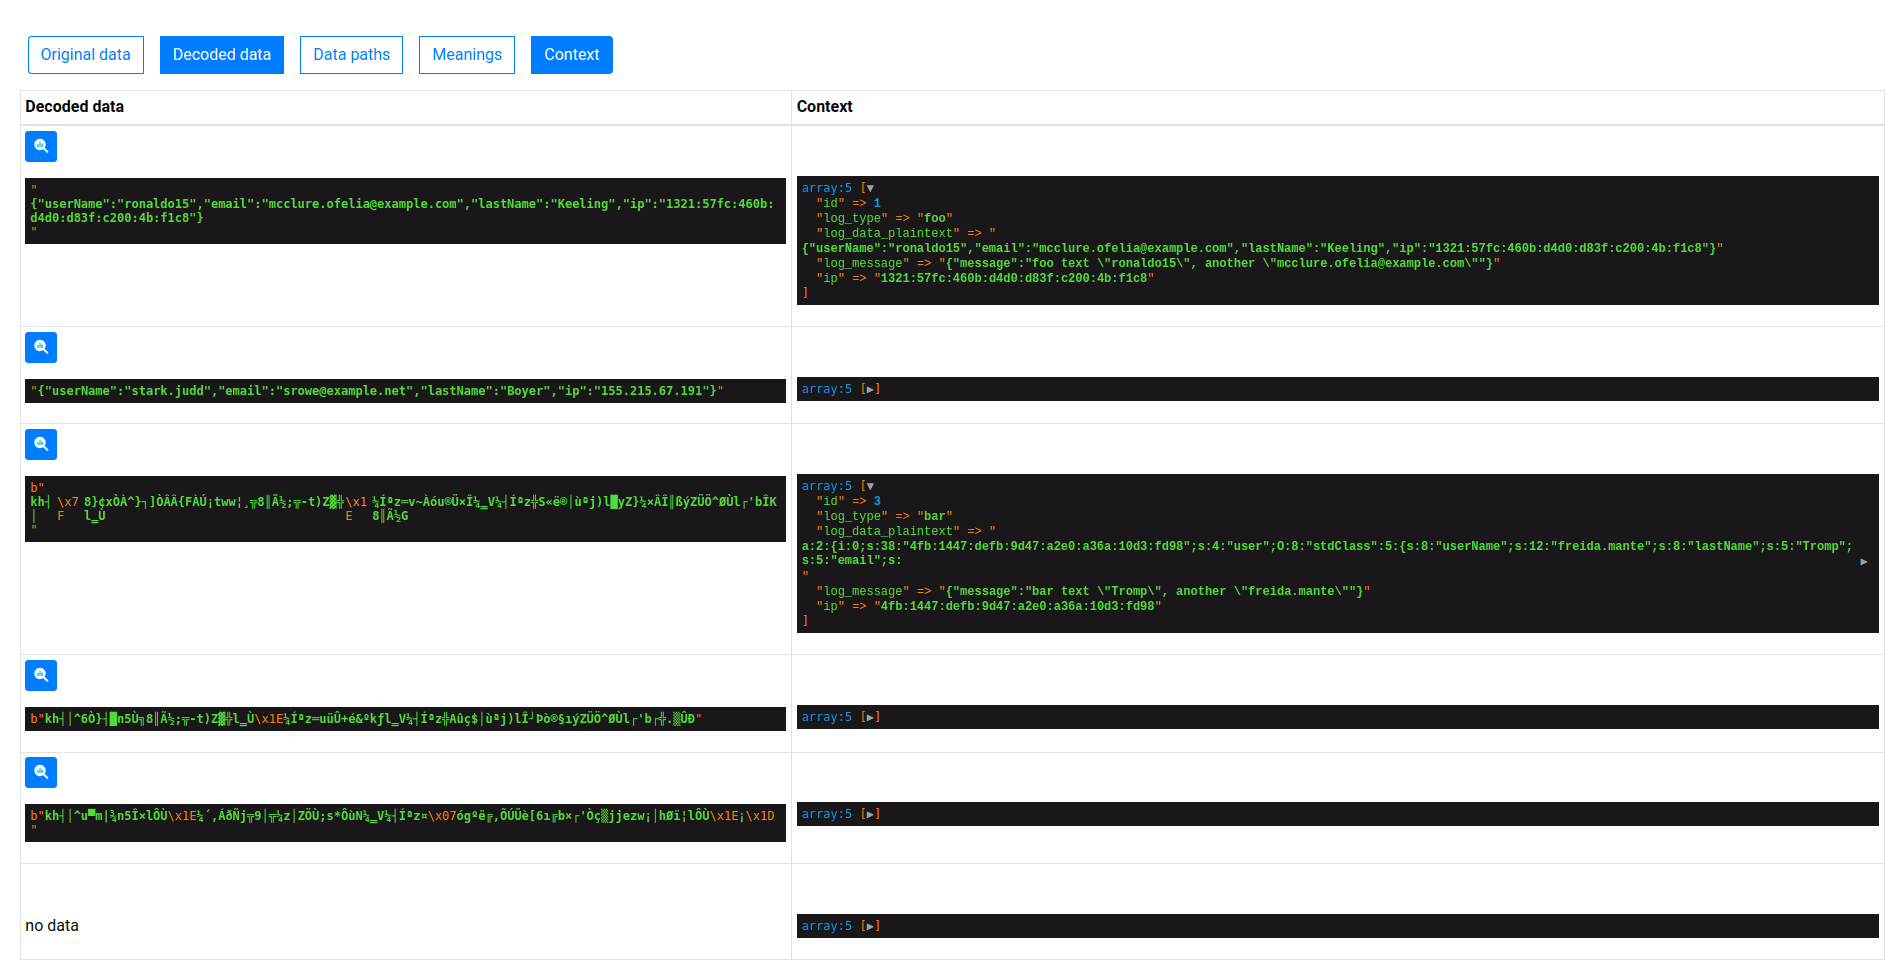 Original data
Decoded data
Data paths
Meanings
Context
Decoded data
Context
"
{"userName":"ronaldo15","email":"mcclure.ofelia@example.com","lastName":"Keeling","ip":"1321:57fc:460b:
d4d0:d83f:c200:4b:f1c8"}
"
array:5 [▼
"id" => 1
"log_type" => "foo"
"log_data_plaintext" => "
{"userName":"ronaldo15","email":"mcclure.ofelia@example.com","lastName":"Keeling","ip":"1321:57fc:460b:d4d0:d83f:c200:4b:f1c8"}"
"log_message" => "{"message":"foo text \"ronaldo15\", another \"mcclure.ofelia@example.com\""}"
"ip" => "1321:57fc:460b:d4d0:d83f:c200:4b:f1c8"
]
"{"userName":"stark.judd","email":"srowe@example.net","lastName":"Boyer","ip":"155.215.67.191"}"
array:5 [▶]
b"
"
array:5 [▼
"id" => 3
"log_type" => "bar"
"log_data_plaintext" => "
a:2:{i:0;s:38:"4fb:1447:defb:9d47:a2e0:a36a:10d3:fd98";s:4:"user";O:8:"stdClass":5:{s:8:"userName";s:12:"freida.mante";s:8:"lastName";s:5:"Tromp";
s:5:"email";s: ▶
"
"log_message" => "{"message":"bar text \"Tromp\", another \"freida.mante\""}"
"ip" => "4fb:1447:defb:9d47:a2e0:a36a:10d3:fd98"
]
array:5 [▶]
array:5 [▶]
no data
array:5 [▶]